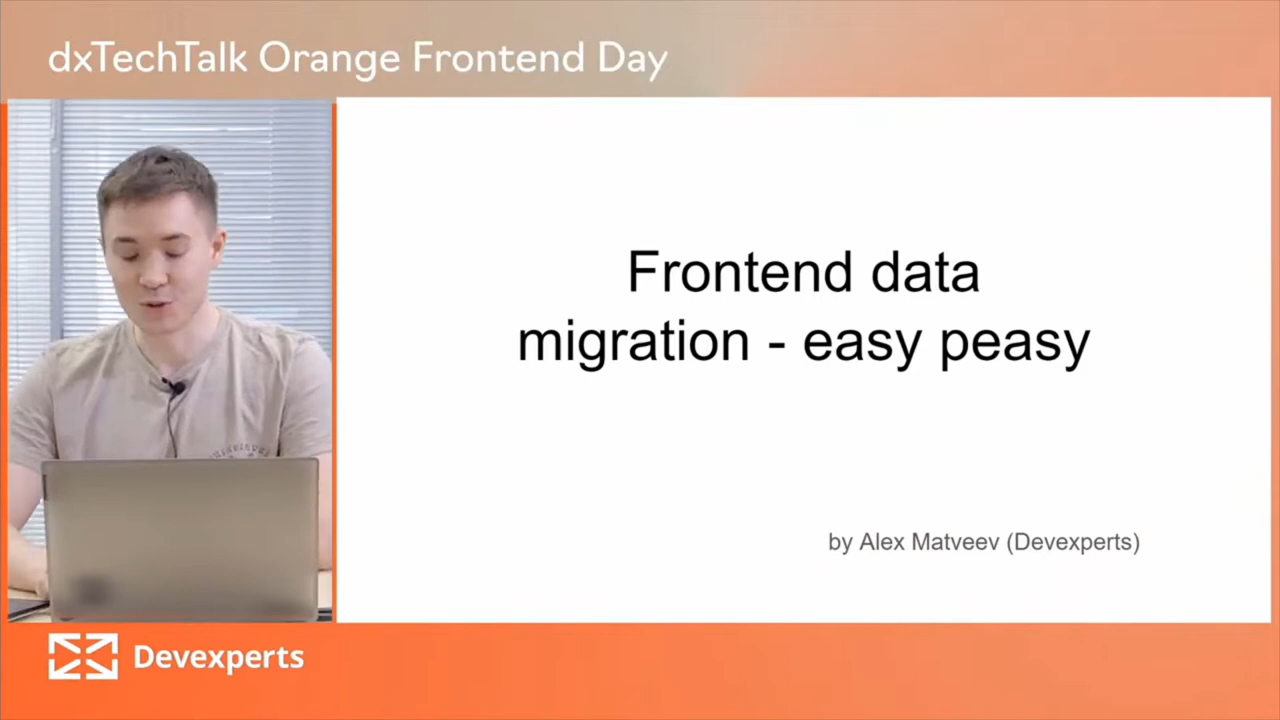 dxTechTalk Orange Frontend Day
Frontend data
migration - easy peasy
by Alex Matveev (Devexperts)
Devexperts